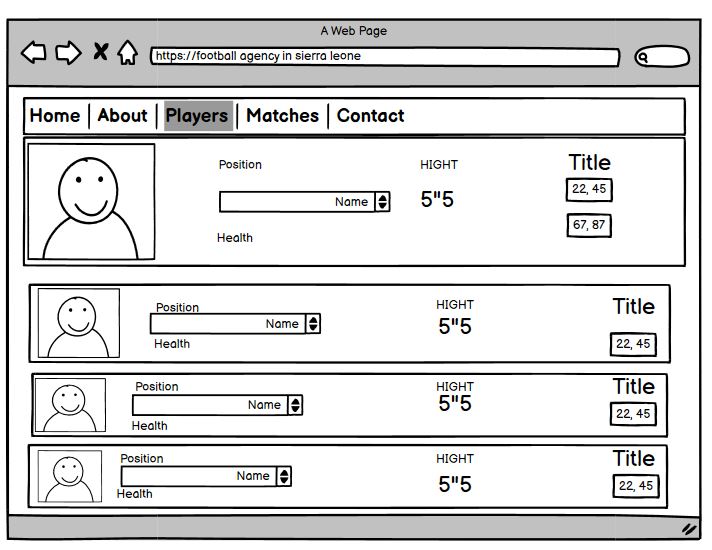 A Web Page
https://football agency in sierra leone
Home About Players Matches Contact
Position HIGHT Title
Name 5"5 22, 45
Health 67, 87
Position HIGHT Title
Name 5"5
Health 22, 45
Position HIGHT Title
Name 5"5 22, 45
Health
Position HIGHT Title
Name 5"5 22, 45
Health